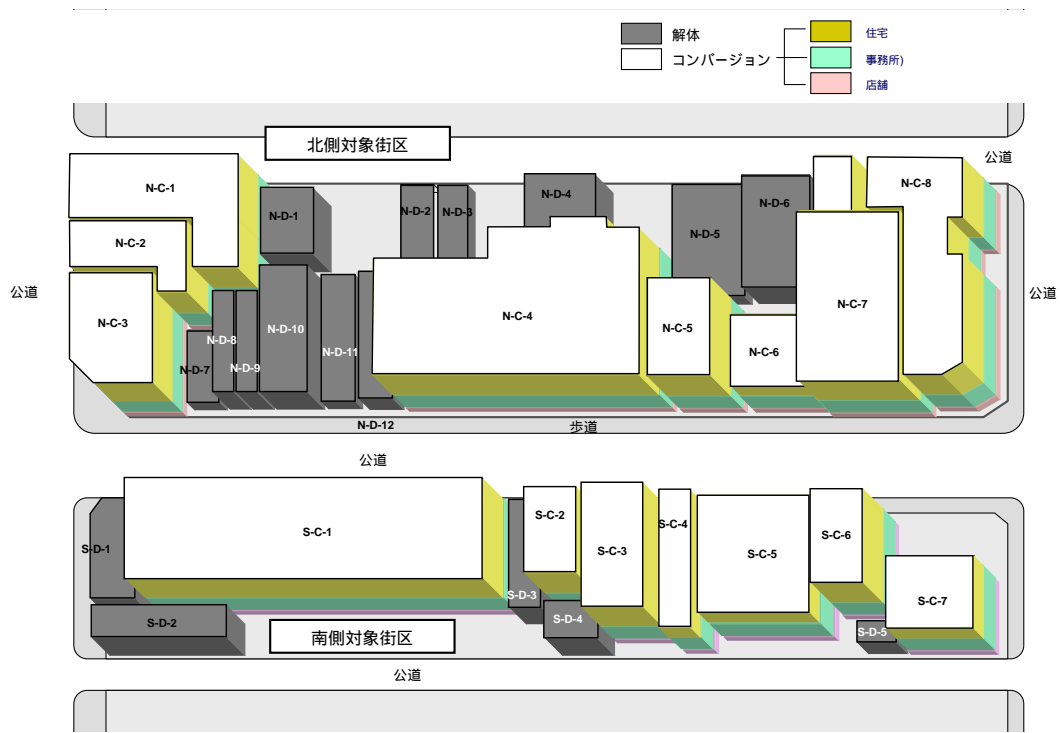 解体
コンバージョン
住宅
事務所)
店舗
北側対象街区
公道
N-C-1
N-C-8
N-D-4
N-D-6
N-D-1
N-D-2
N-D-3
N-D-5
N-C-2
公道
公道
N-C-3
N-C-4
N-C-7
N-C-5
N-D-10
N-D-8
N-D-11
N-C-6
N-D-7
N-D-9
N-D-12
歩道
公道
S-C-1
S-C-2
S-C-4
S-C-5
S-C-6
S-D-1
S-C-3
S-D-3
S-C-7
S-D-2
S-D-4
S-D-5
南側対象街区
公道